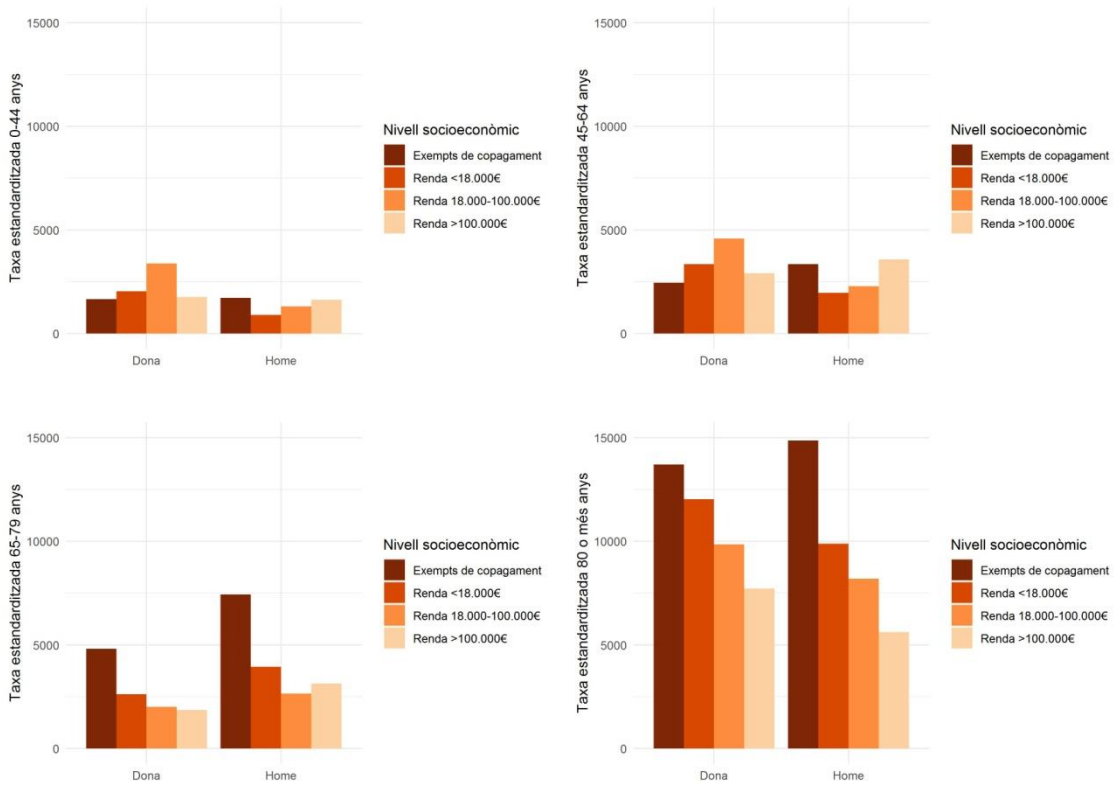 Taxa estandarditzada 0-44 anys
15000
10000
5000
0
Dona
Home
Nivell socioeconòmic
Exempts de copagament
Renda <18.000€
Renda 18.000-100.000€
Renda >100.000€
Taxa estandarditzada 45-64 anys
15000
10000
5000
0
Dona
Home
Nivell socioeconòmic
Exempts de copagament
Renda <18.000€
Renda 18.000-100.000€
Renda >100.000€
Taxa estandarditzada 65-79 anys
15000
10000
5000
0
Dona
Home
Nivell socioeconòmic
Exempts de copagament
Renda <18.000€
Renda 18.000-100.000€
Renda >100.000€
Taxa estandarditzada 80 o més anys
15000
10000
5000
0
Dona
Home
Nivell socioeconòmic
Exempts de copagament
Renda <18.000€
Renda 18.000-100.000€
Renda >100.000€